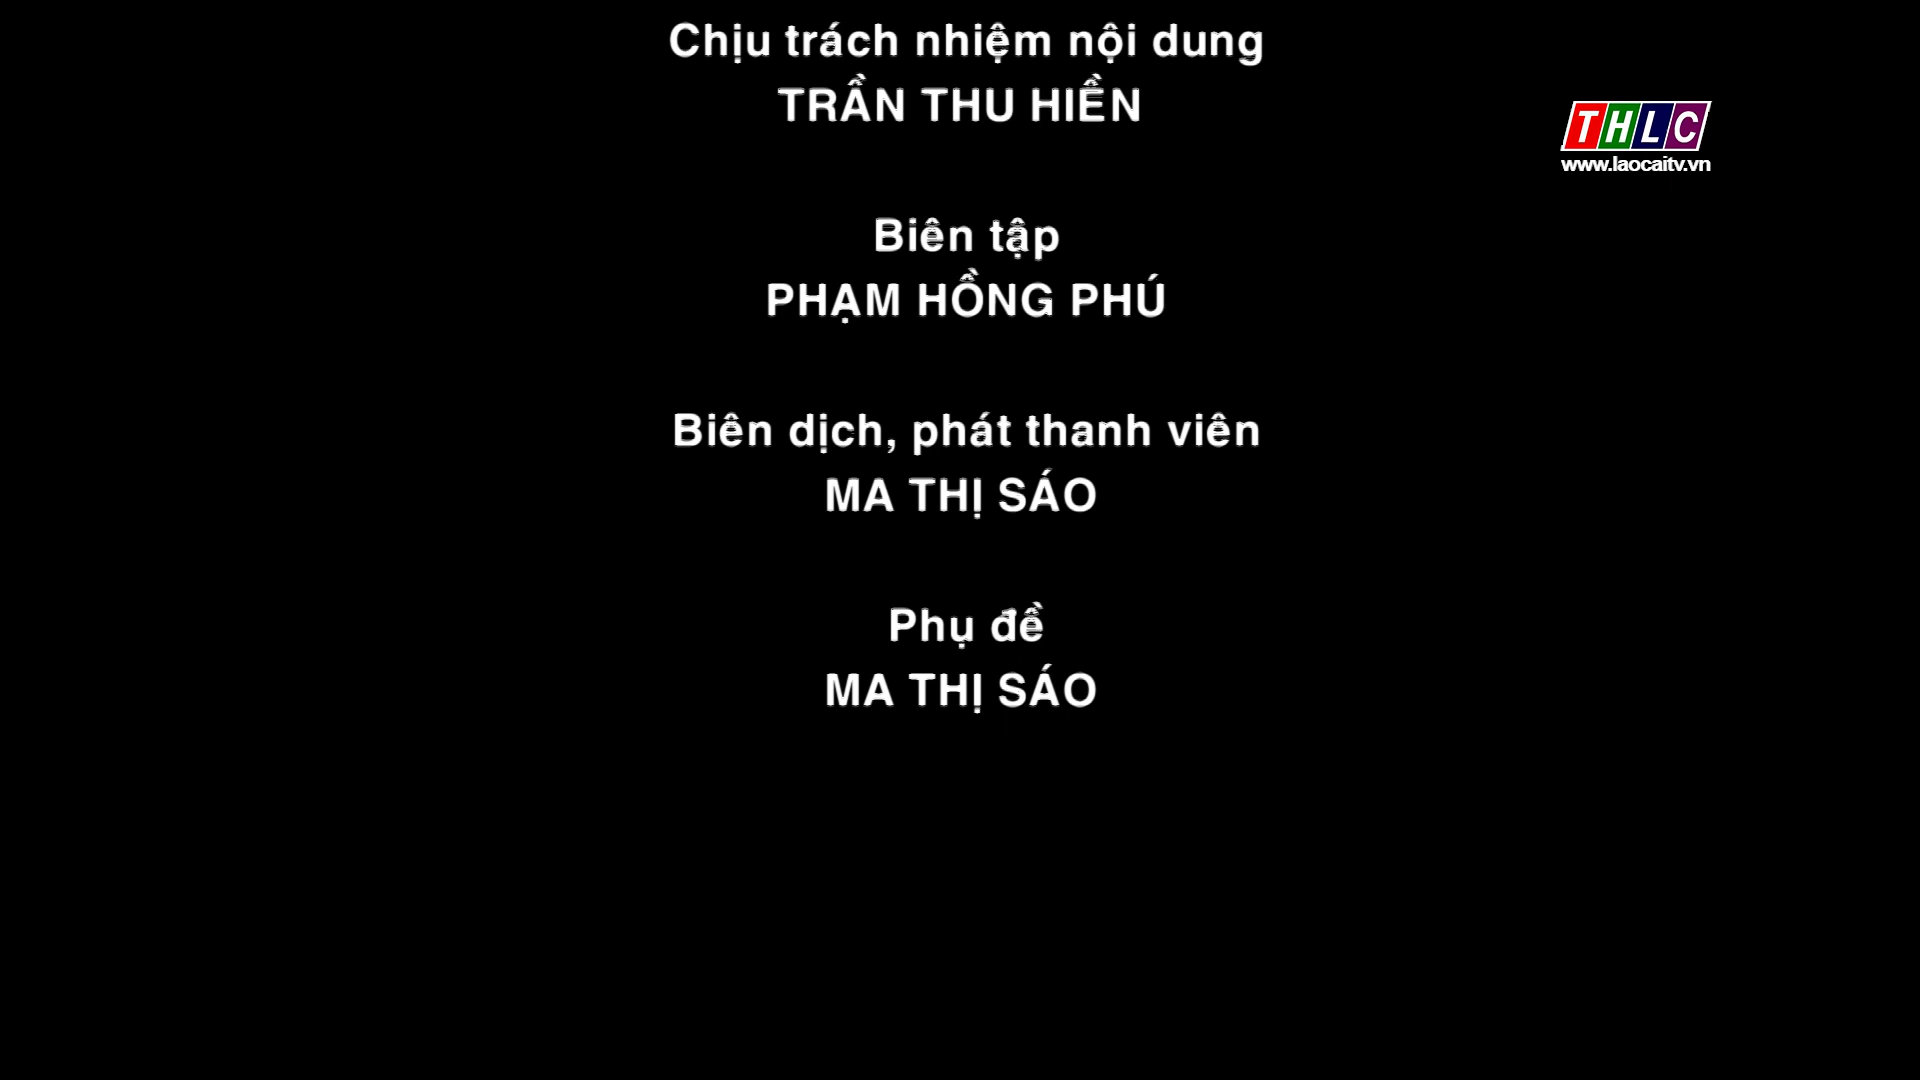 Chịu trách nhiệm nội dung
TRẦN THU HIỀN
THLC
www.laocaitv.vn
Biên tập
PHẠM HỒNG PHÚ
Biên dịch, phát thanh viên
MA THỊ SÁO
Phụ đề
MA THỊ SÁO